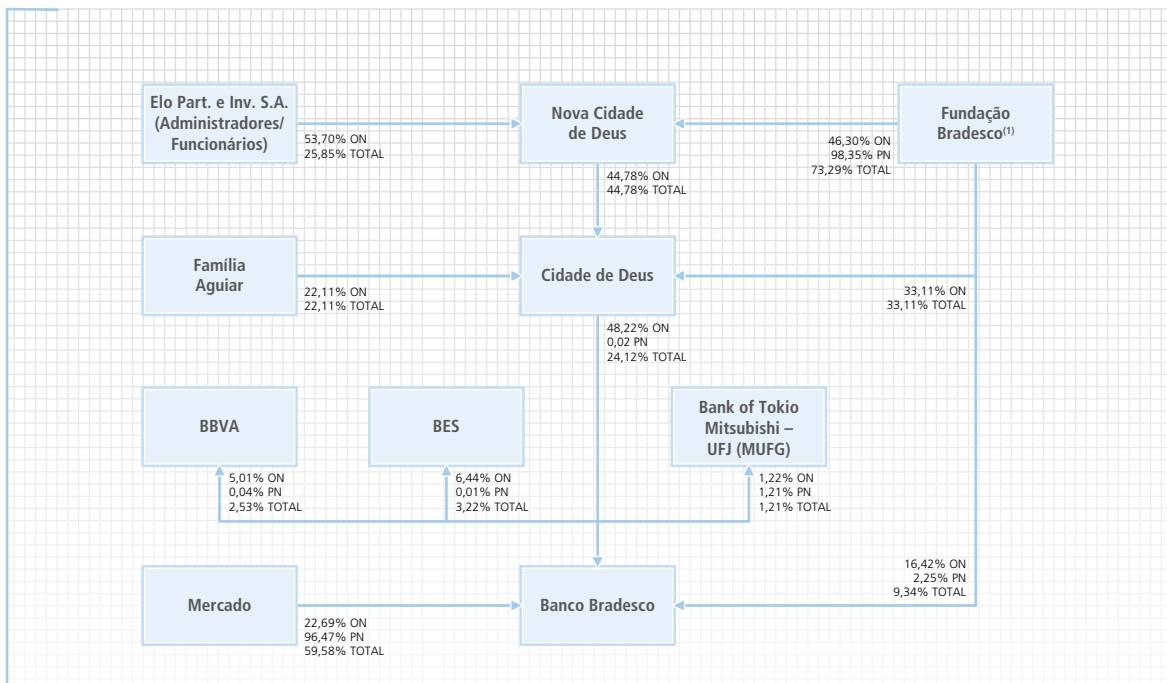 Elo Part. e Inv. S.A.
(Administradores/
Funcionários)
53,70% ON
25,85% TOTAL
Nova Cidade
de Deus
44,78% ON
44,78% TOTAL
Fundação
Bradesco(1)
46,30% ON
98,35% PN
73,29% TOTAL
Família
Aguiar
22,11% ON
22,11% TOTAL
Cidade de Deus
48,22% ON
0,02 PN
24,12% TOTAL
33,11% ON
33,11% TOTAL
BBVA
5,01% ON
0,04% PN
2,53% TOTAL
BES
6,44% ON
0,01% PN
3,22% TOTAL
Bank of Tokio
Mitsubishi –
UFJ (MUFG)
1,22% ON
1,21% PN
1,21% TOTAL
Mercado
22,69% ON
96,47% PN
59,58% TOTAL
Banco Bradesco
16,42% ON
2,25% PN
9,34% TOTAL